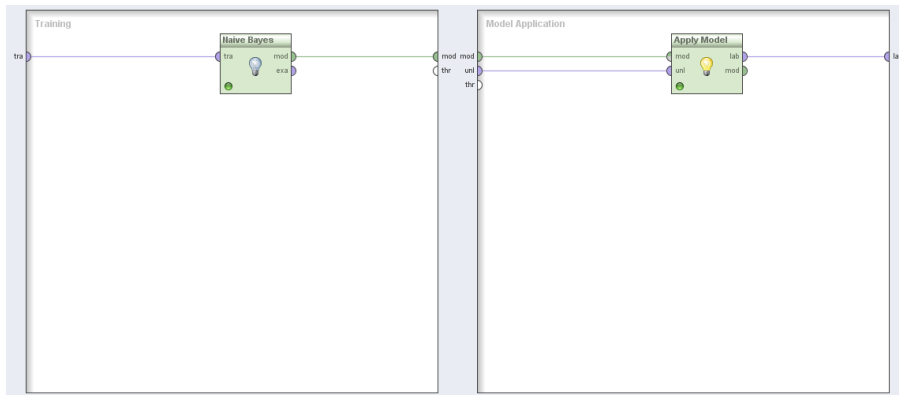 Training
Model Application
Naive Bayes
Apply Model
tra
tra
mod
mod
mod
mod
lab
la
exa
thr
unl
unl
mod
thr